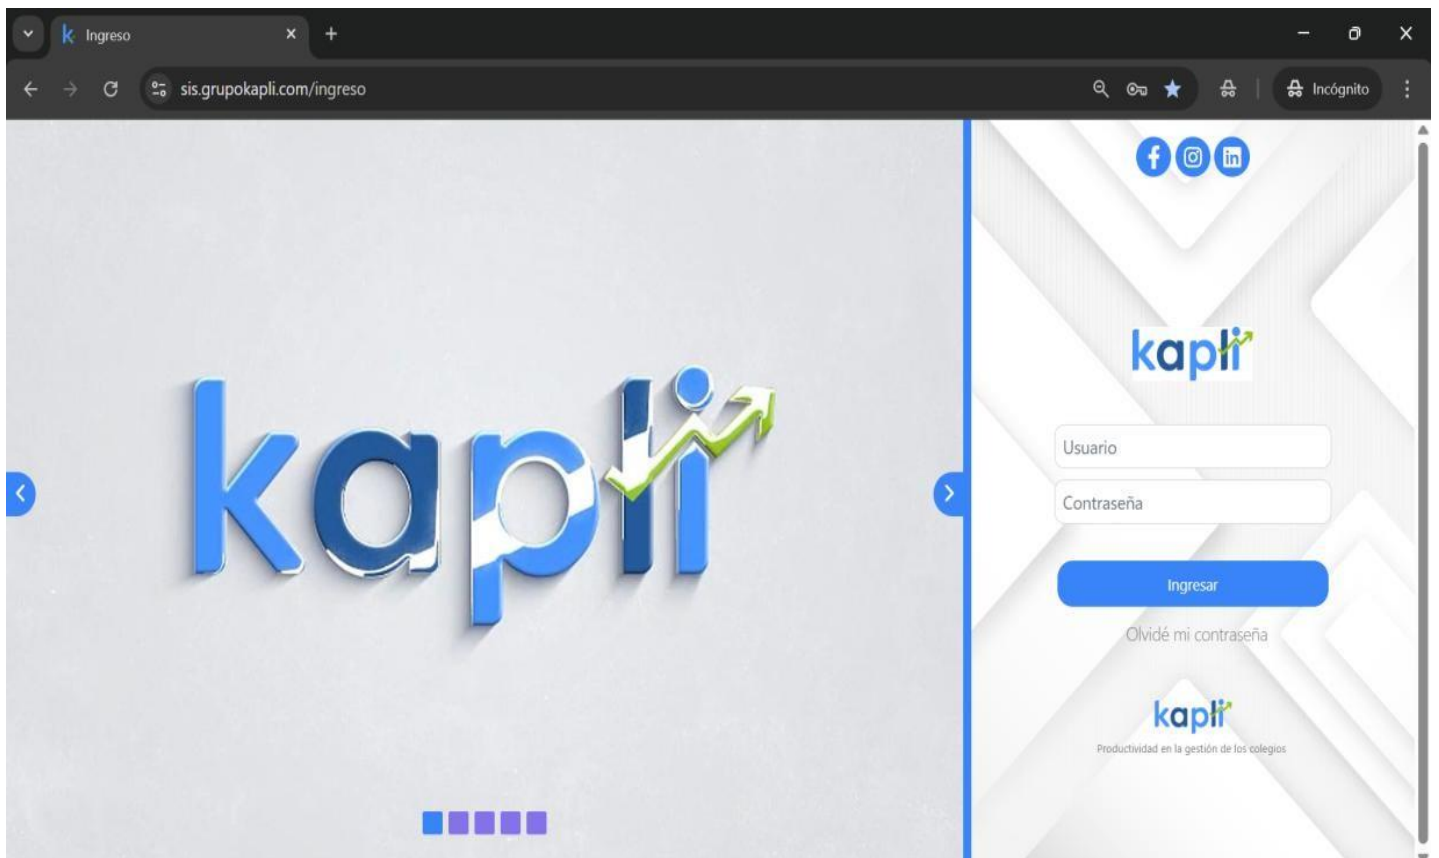 Ingreso
sis.grupokapli.com/ingreso
Incógnito
kapli
kapli
Usuario
Contraseña
Ingresar
Olvidé mi contraseña
kapli
Productividad en la gestión de los colegios